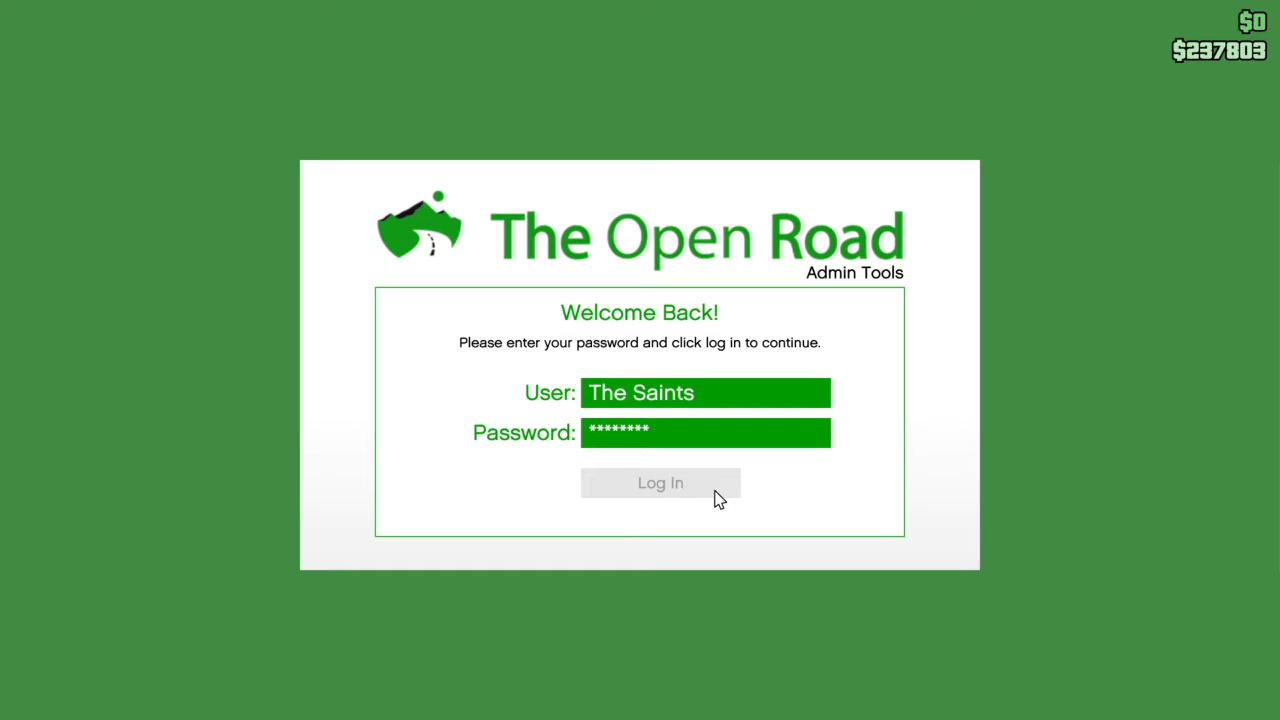 $0
$237803
The Open Road
Admin Tools
Welcome Back!
Please enter your password and click log in to continue.
User: The Saints
Password: ********
Log In